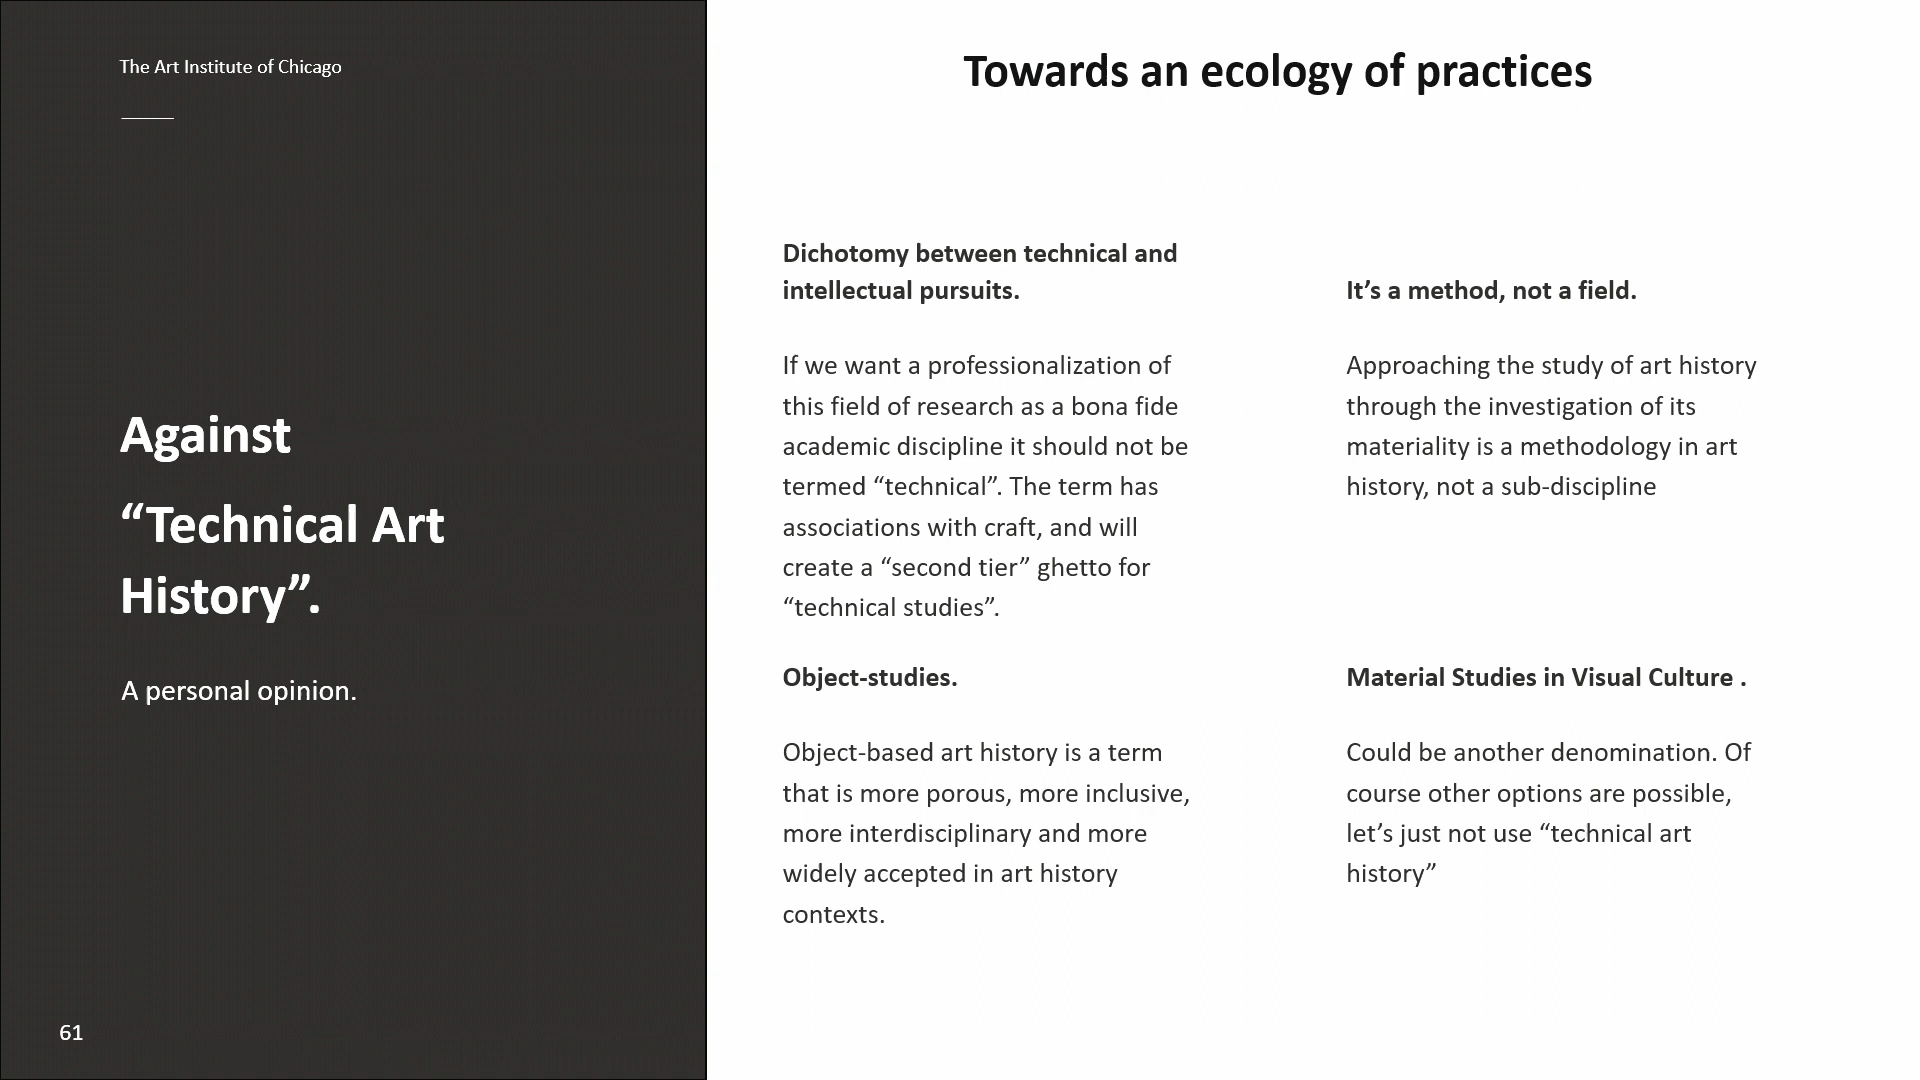 The Art Institute of Chicago
Against
“Technical Art
History”.
A personal opinion.
61
Towards an ecology of practices
Dichotomy between technical and
intellectual pursuits.
If we want a professionalization of
this field of research as a bona fide
academic discipline it should not be
termed “technical”. The term has
associations with craft, and will
create a “second tier” ghetto for
“technical studies”.
It’s a method, not a field.
Approaching the study of art history
through the investigation of its
materiality is a methodology in art
history, not a sub-discipline
Object-studies.
Object-based art history is a term
that is more porous, more inclusive,
more interdisciplinary and more
widely accepted in art history
contexts.
Material Studies in Visual Culture .
Could be another denomination. Of
course other options are possible,
let’s just not use “technical art
history”